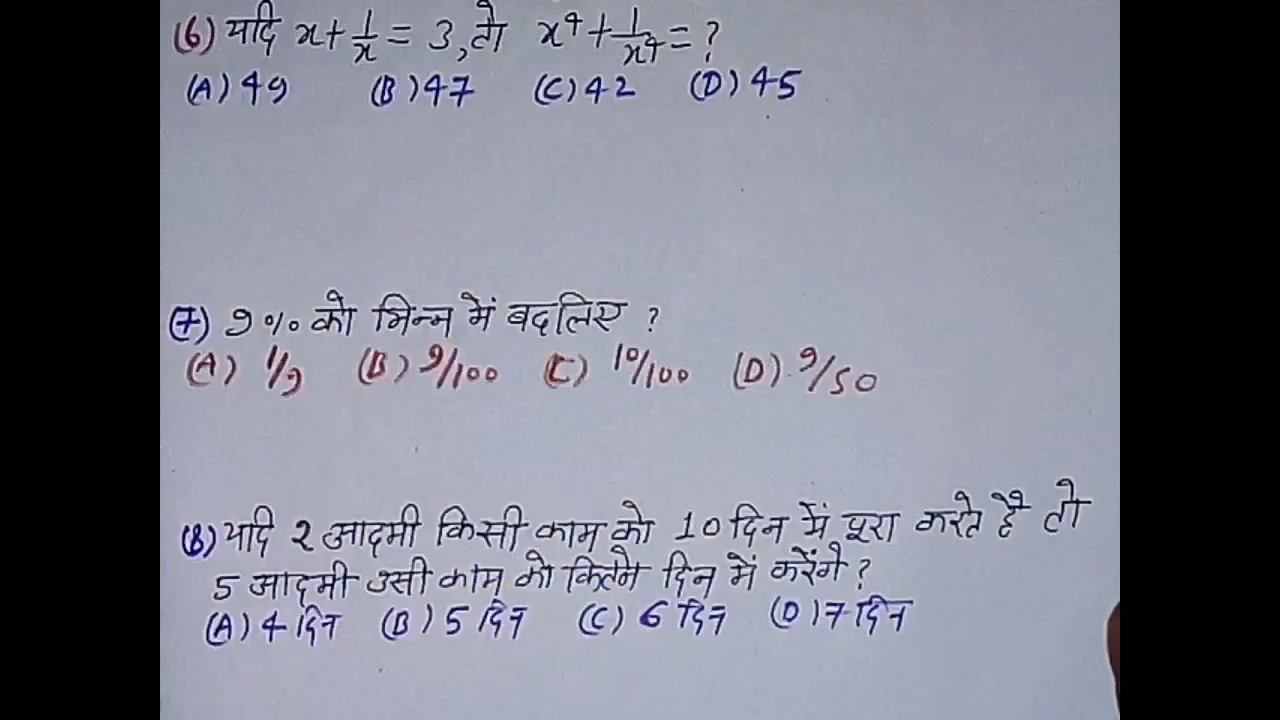 (6) यदि x + 1/x = 3, तो x⁴ + 1/x⁴ = ?
(A) 49 (B) 47 (C) 42 (D) 45
(7) 9% को भिन्न में बदलिए ?
(A) 1/9 (B) 9/100 (C) 10/100 (D) 9/50
(8) यदि 2 आदमी किसी काम को 10 दिन में पूरा करते है तो
5 आदमी उसी काम को कितने दिन में करेंगे ?
(A) 4 दिन (B) 5 दिन (C) 6 दिन (D) 7 दिन